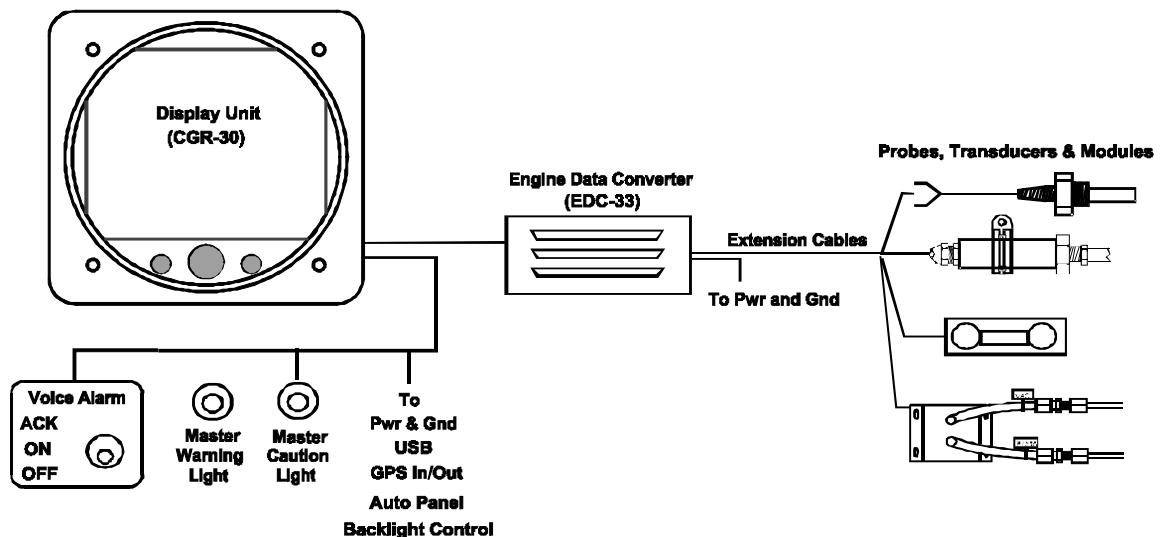 Display Unit
(CGR-30)
Engine Data Converter
(EDC-33)
Probes, Transducers & Modules
Extension Cables
To Pwr and Gnd
Voice Alarm
ACK
ON
OFF
Master
Warning
Light
Master
Caution
Light
To
Pwr & Gnd
USB
GPS In/Out
Auto Panel
Backlight Control